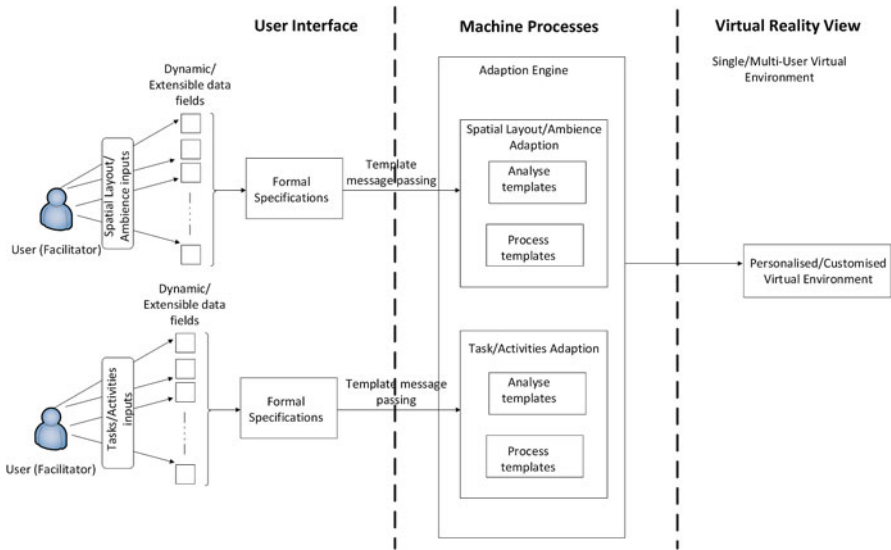 User Interface
Machine Processes
Virtual Reality View
Single/Multi-User Virtual
Environment
Adaption Engine
Dynamic/
Extensible data
fields
Spatial Layout/
Ambience inputs
User (Facilitator)
Formal
Specifications
Template
message passing
Spatial Layout/Ambience
Adaption
Analyse
templates
Process
templates
Personalised/Customised
Virtual Environment
Dynamic/
Extensible data
fields
Tasks/Activities
inputs
User (Facilitator)
Formal
Specifications
Template message
passing
Task/Activities Adaption
Analyse
templates
Process
templates